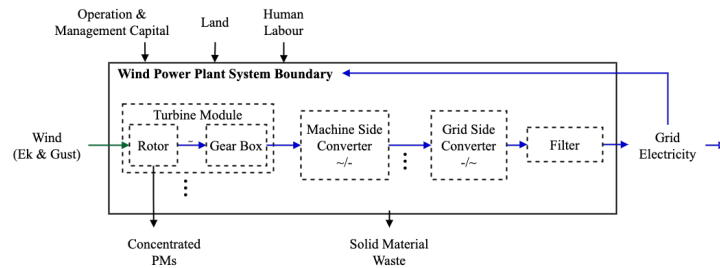 Operation &
Management Capital
Land
Human
Labour
Wind Power Plant System Boundary
Turbine Module
Wind
(Ek & Gust)
Rotor
~
Gear Box
Machine Side
Converter
~/-
Grid Side
Converter
-/~
Filter
Grid
Electricity
Concentrated
PMs
Solid Material
Waste